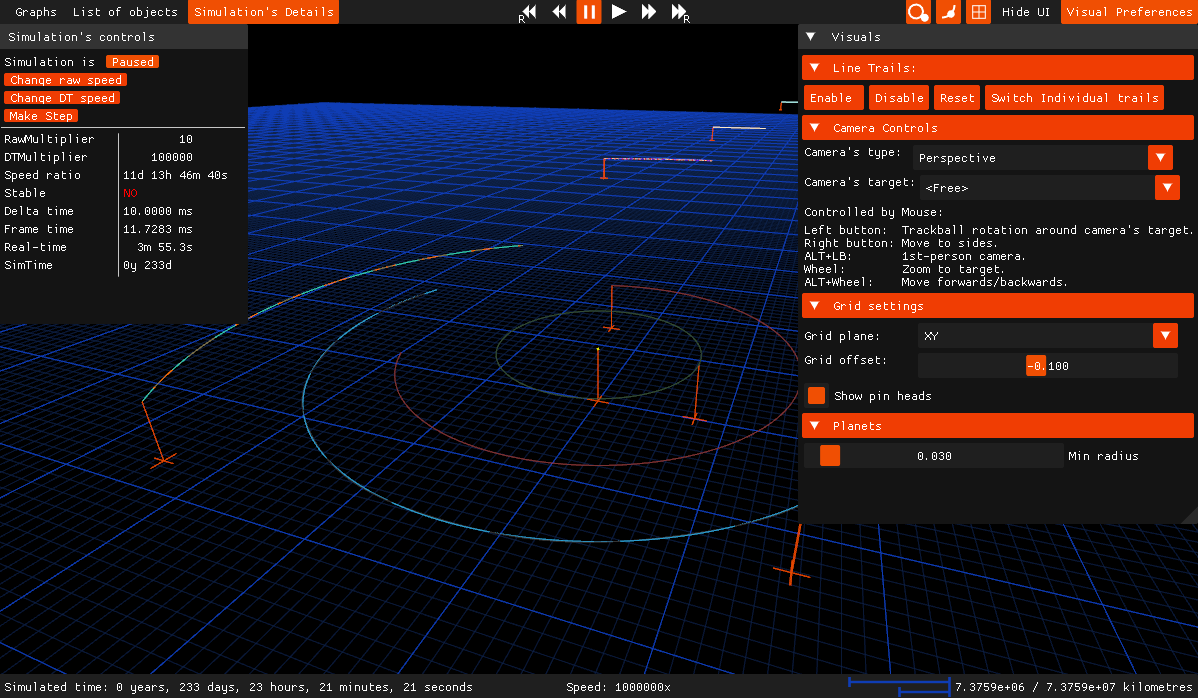 Graphs List of objects Simulation's Details R R Hide UI Visual Preferences
Simulation's controls
Simulation is Paused
Change raw speed
Change DT speed
Make Step
RawMultiplier 10
DTMultiplier 100000
Speed ratio 11d 13h 46m 40s
Stable NO
Delta time 10.0000 ms
Frame time 11.7283 ms
Real-time 3m 55.3s
SimTime 0y 233d
Visuals
Line Trails:
Enable Disable Reset Switch Individual trails
Camera Controls
Camera's type: Perspective
Camera's target: <Free>
Controlled by Mouse:
Left button: Trackball rotation around camera's target.
Right button: Move to sides.
ALT+LB: 1st-person camera.
Wheel: Zoom to target.
ALT+Wheel: Move forwards/backwards.
Grid settings
Grid plane: XY
Grid offset: -0.100
Show pin heads
Planets
0.030 Min radius
Simulated time: 0 years, 233 days, 23 hours, 21 minutes, 21 seconds Speed: 1000000x 7.3759e+06 / 7.3759e+07 kilometres